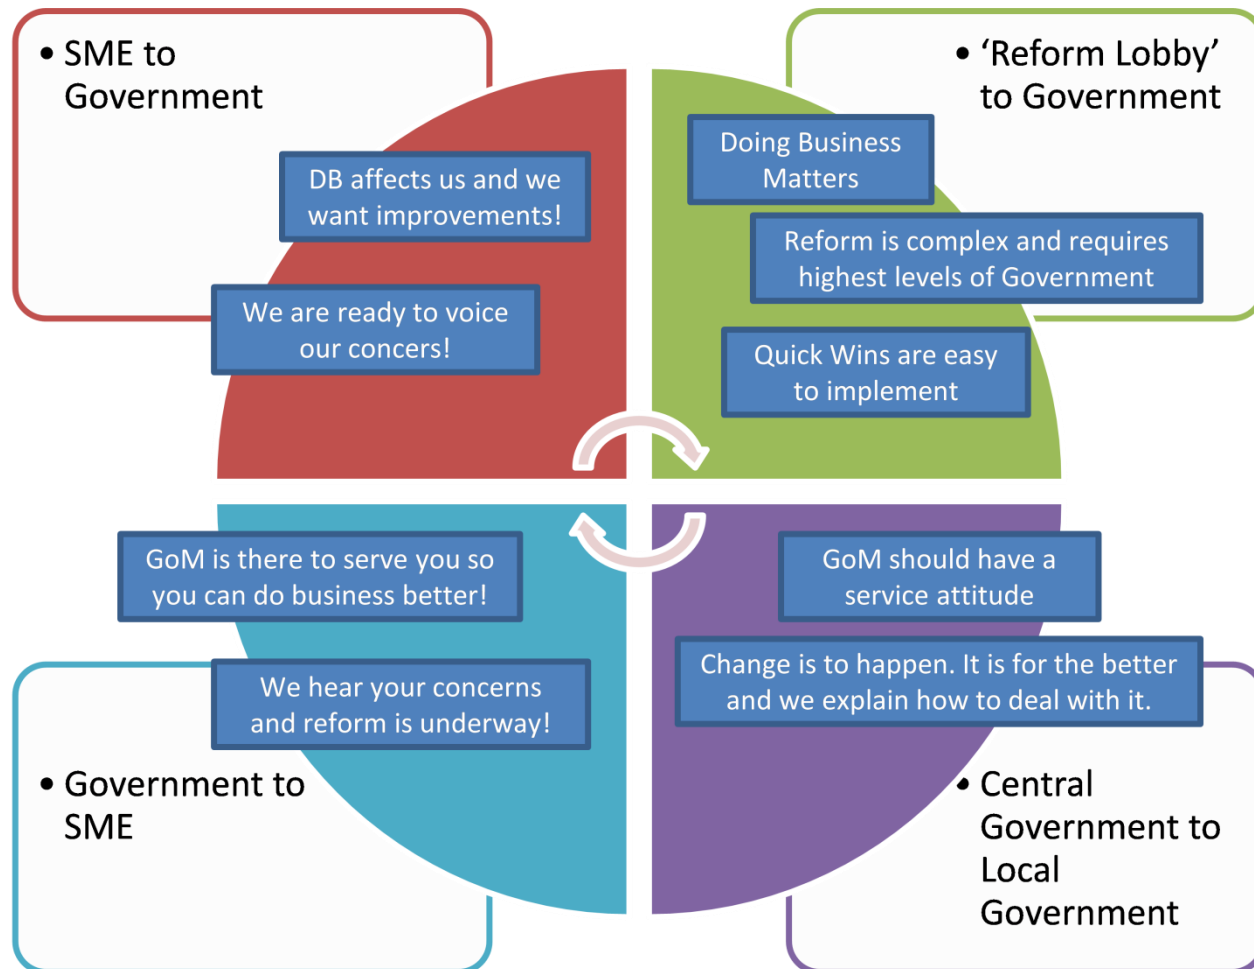 • SME to
Government
DB affects us and we
want improvements!
We are ready to voice
our concers!
• ‘Reform Lobby’
to Government
Doing Business
Matters
Reform is complex and requires
highest levels of Government
Quick Wins are easy
to implement
GoM is there to serve you so
you can do business better!
We hear your concerns
and reform is underway!
• Government to
SME
GoM should have a
service attitude
Change is to happen. It is for the better
and we explain how to deal with it.
• Central
Government to
Local
Government